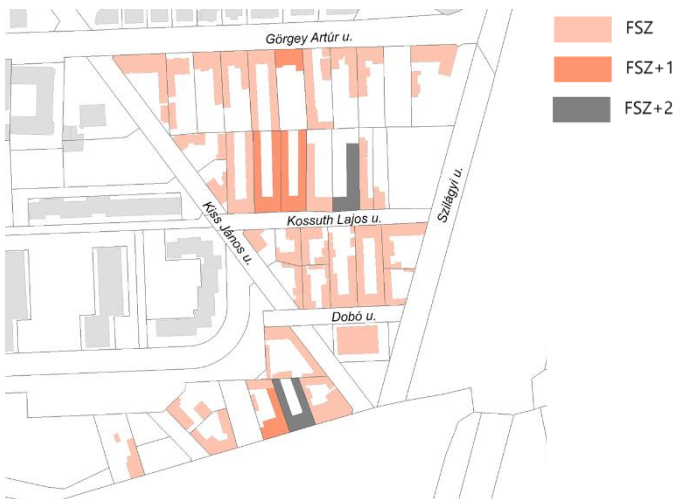 Görgey Artúr u.
FSZ
FSZ+1
FSZ+2
Kiss János u.
Kossuth Lajos u.
Szilágyi u.
Dobó u.